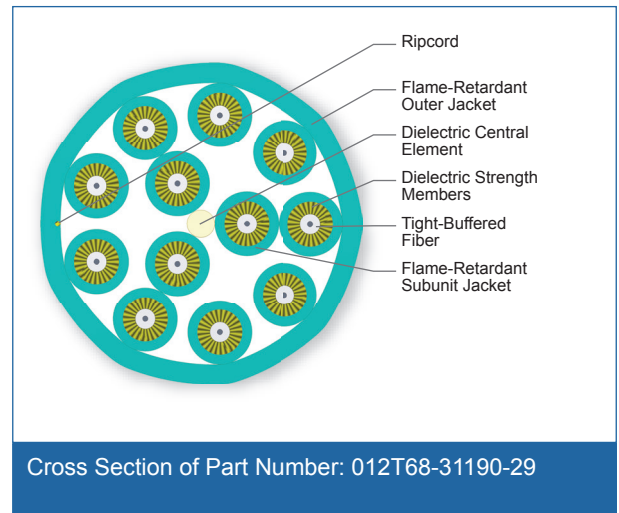 Ripcord
Flame-Retardant
Outer Jacket
Dielectric Central
Element
Dielectric Strength
Members
Tight-Buffered
Fiber
Flame-Retardant
Subunit Jacket
Cross Section of Part Number: 012T68-31190-29